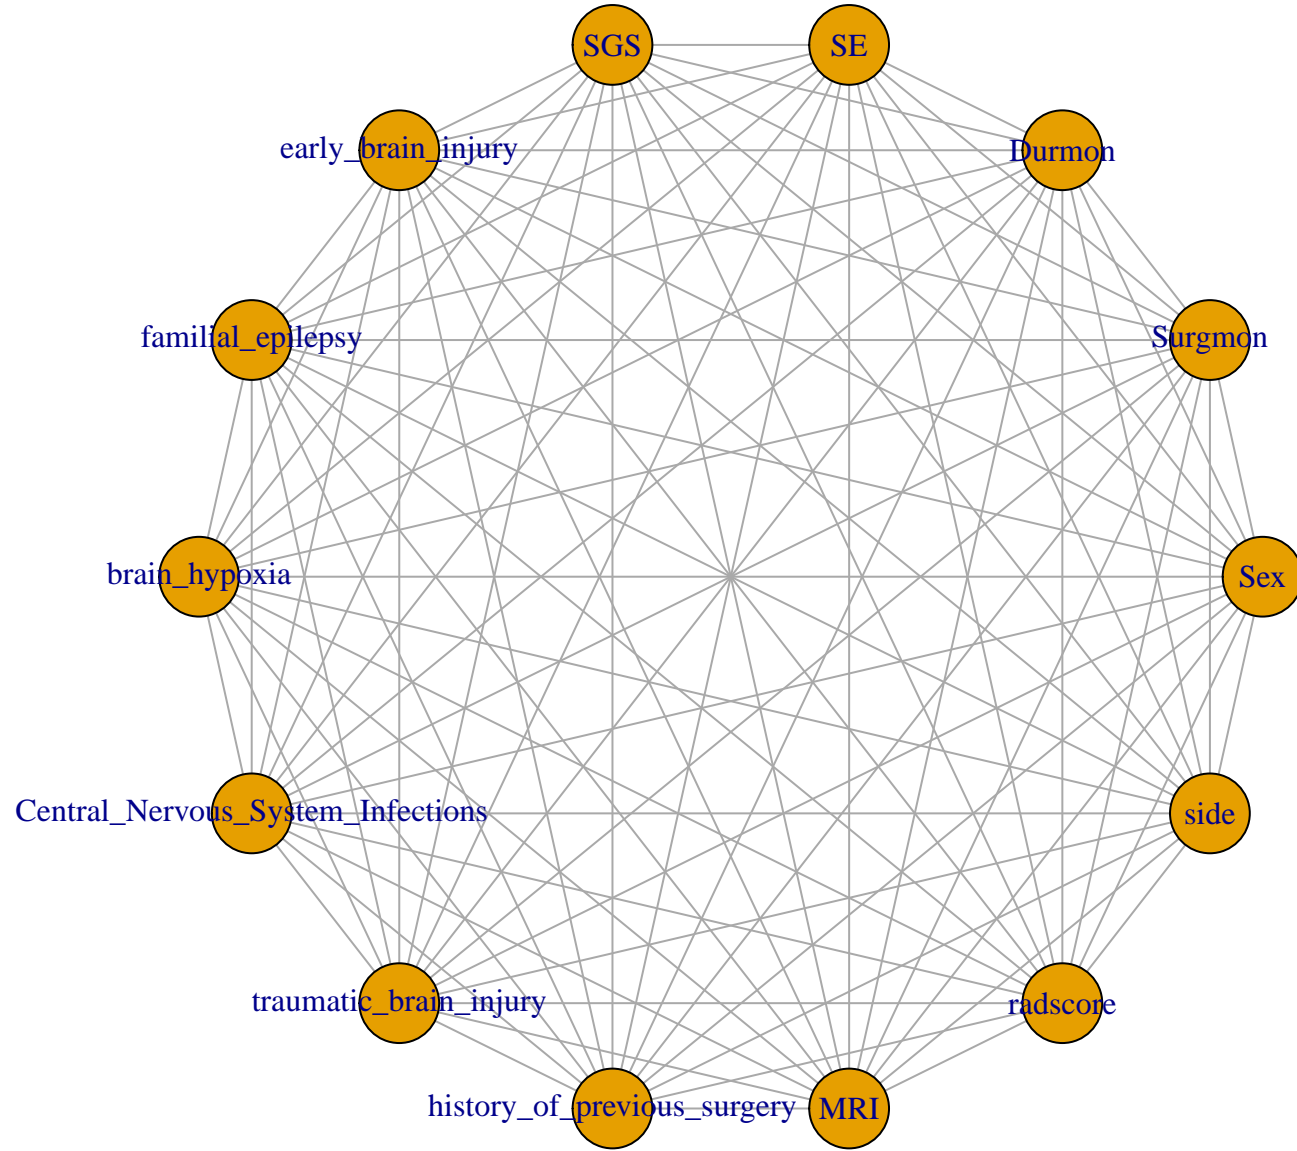 SGS
SE
early_brain_injury
Durmon
familial_epilepsy
Surgmon
brain_hypoxia
Sex
Central_Nervous_System_Infections
side
traumatic_brain_injury
radscore
history_of_previous_surgery
MRI